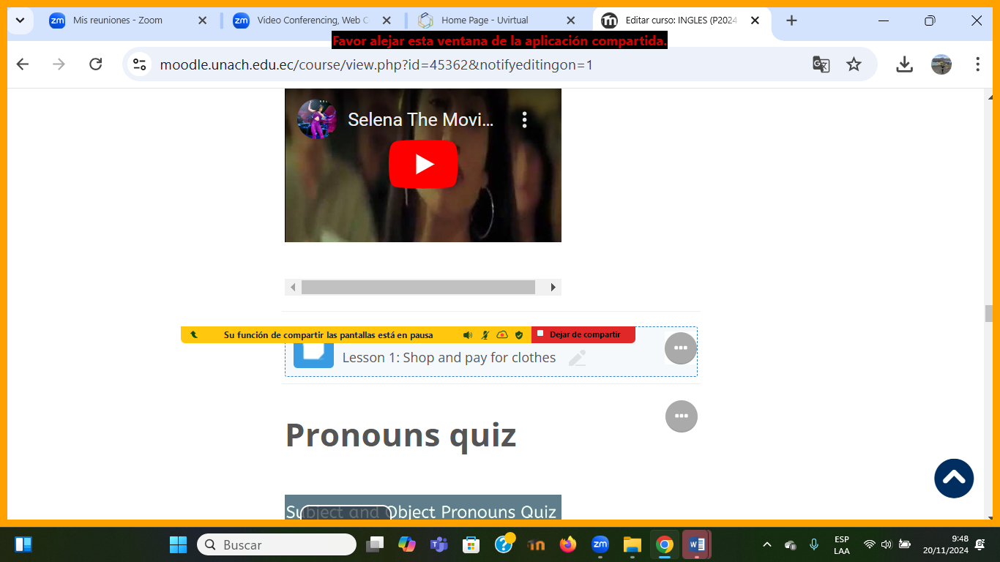 Mis reuniones - Zoom
Video Conferencing, Web C
Home Page - Uvirtual
Editar curso: INGLES (P2024
Favor alejar esta ventana de la aplicación compartida.
moodle.unach.edu.ec/course/view.php?id=45362&notifyeditingon=1
Selena The Movi...
Su función de compartir las pantallas está en pausa
Dejar de compartir
Lesson 1: Shop and pay for clothes
Pronouns quiz
Subject and Object Pronouns Quiz
Buscar
ESP
LAA
9:48
20/11/2024